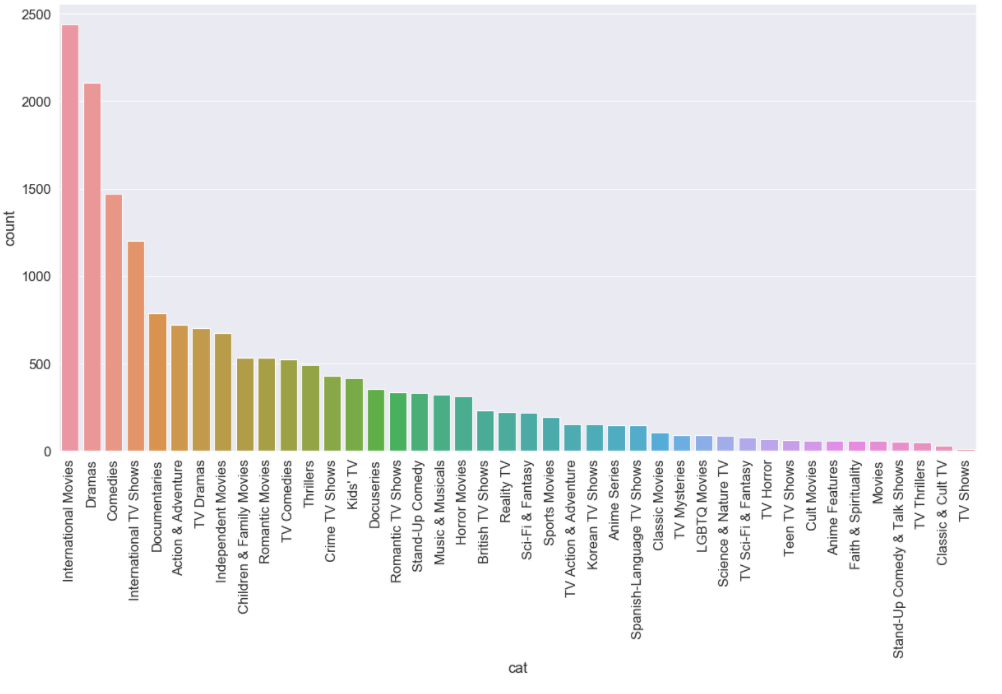 2500
2000
1500
1000
500
0
count
International Movies
Dramas
Comedies
International TV Shows
Documentaries
Action & Adventure
TV Dramas
Independent Movies
Children & Family Movies
Romantic Movies
TV Comedies
Thrillers
Crime TV Shows
Kids' TV
Docuseries
Romantic TV Shows
Stand-Up Comedy
Music & Musicals
Horror Movies
British TV Shows
Reality TV
Sci-Fi & Fantasy
Sports Movies
TV Action & Adventure
Korean TV Shows
Anime Series
Spanish-Language TV Shows
Classic Movies
TV Mysteries
LGBTQ Movies
Science & Nature TV
TV Sci-Fi & Fantasy
TV Horror
Teen TV Shows
Cult Movies
Anime Features
Faith & Spirituality
Movies
Stand-Up Comedy & Talk Shows
TV Thrillers
Classic & Cult TV
TV Shows
cat